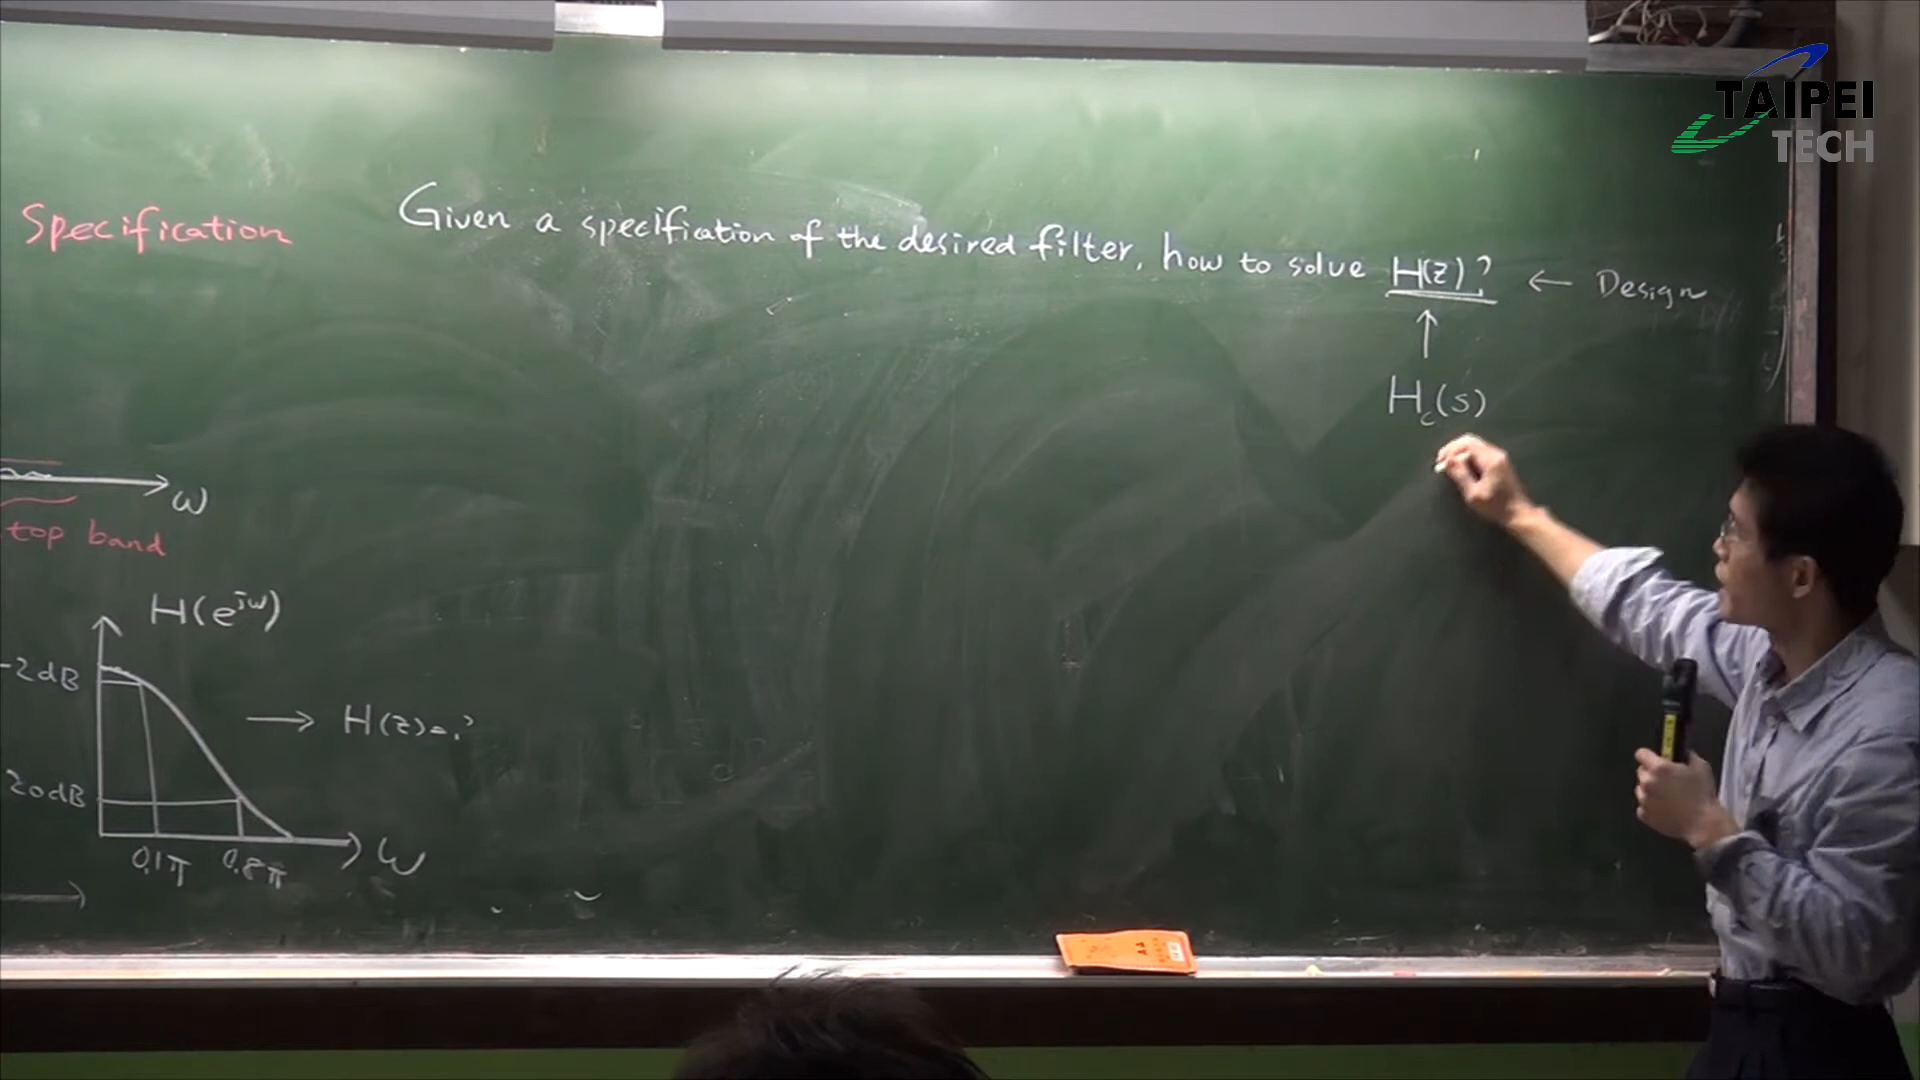 TAIPEI
TECH
Specification
Given a specification of the desired filter, how to solve H(z)? ← Design
↑
Hc(s)
ω
top band
H(e^jω)
-2dB
→ H(z)=?
20dB
0.1π 0.8π ω